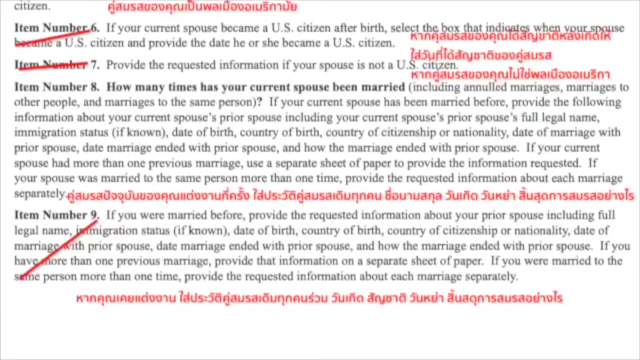 citizen. คู่สมรสของคุณเป็นพลเมืองอเมริกามัย
Item Number 6. If your current spouse became a U.S. citizen after birth, select the box that indicates when your spouse
became a U.S. citizen and provide the date he or she became a U.S. citizen.
หากคู่สมรสของคุณได้สัญชาติหลังเกิดให้
ใส่วันที่ได้สัญชาติของคู่สมรส
Item Number 7. Provide the requested information if your spouse is not a U.S. citizen.
หากคู่สมรสของคุณไม่ใช่พลเมืองอเมริกา
Item Number 8. How many times has your current spouse been married (including annulled marriages, marriages to
other people, and marriages to the same person)? If your current spouse has been married before, provide the following
information about your current spouse's prior spouse including your current spouse's prior spouse's full legal name,
immigration status (if known), date of birth, country of birth, country of citizenship or nationality, date of marriage with
prior spouse, date marriage ended with prior spouse, and how the marriage ended with prior spouse. If your current
spouse had more than one previous marriage, use a separate sheet of paper to provide the information requested. If
your spouse was married to the same person more than one time, provide the requested information about each marriage
separately. คู่สมรสปัจจุบันของคุณแต่งงานกี่ครั้ง ใส่ประวัติคู่สมรสเดิมทุกคน ชื่อนามสกุล วันเกิด วันหย่า สิ้นสุดการสมรสอย่างไร
Item Number 9. If you were married before, provide the requested information about your prior spouse including full
legal name, immigration status (if known), date of birth, country of birth, country of citizenship or nationality, date of
marriage with prior spouse, date marriage ended with prior spouse, and how the marriage ended with prior spouse. If you
have more than one previous marriage, provide that information on a separate sheet of paper. If you were married to the
same person more than one time, provide the requested information about each marriage separately.
หากคุณเคยแต่งงาน ใส่ประวัติคู่สมรสเดิมทุกคนร่วม วันเกิด สัญชาติ วันหย่า สิ้นสุดการสมรสอย่างไร